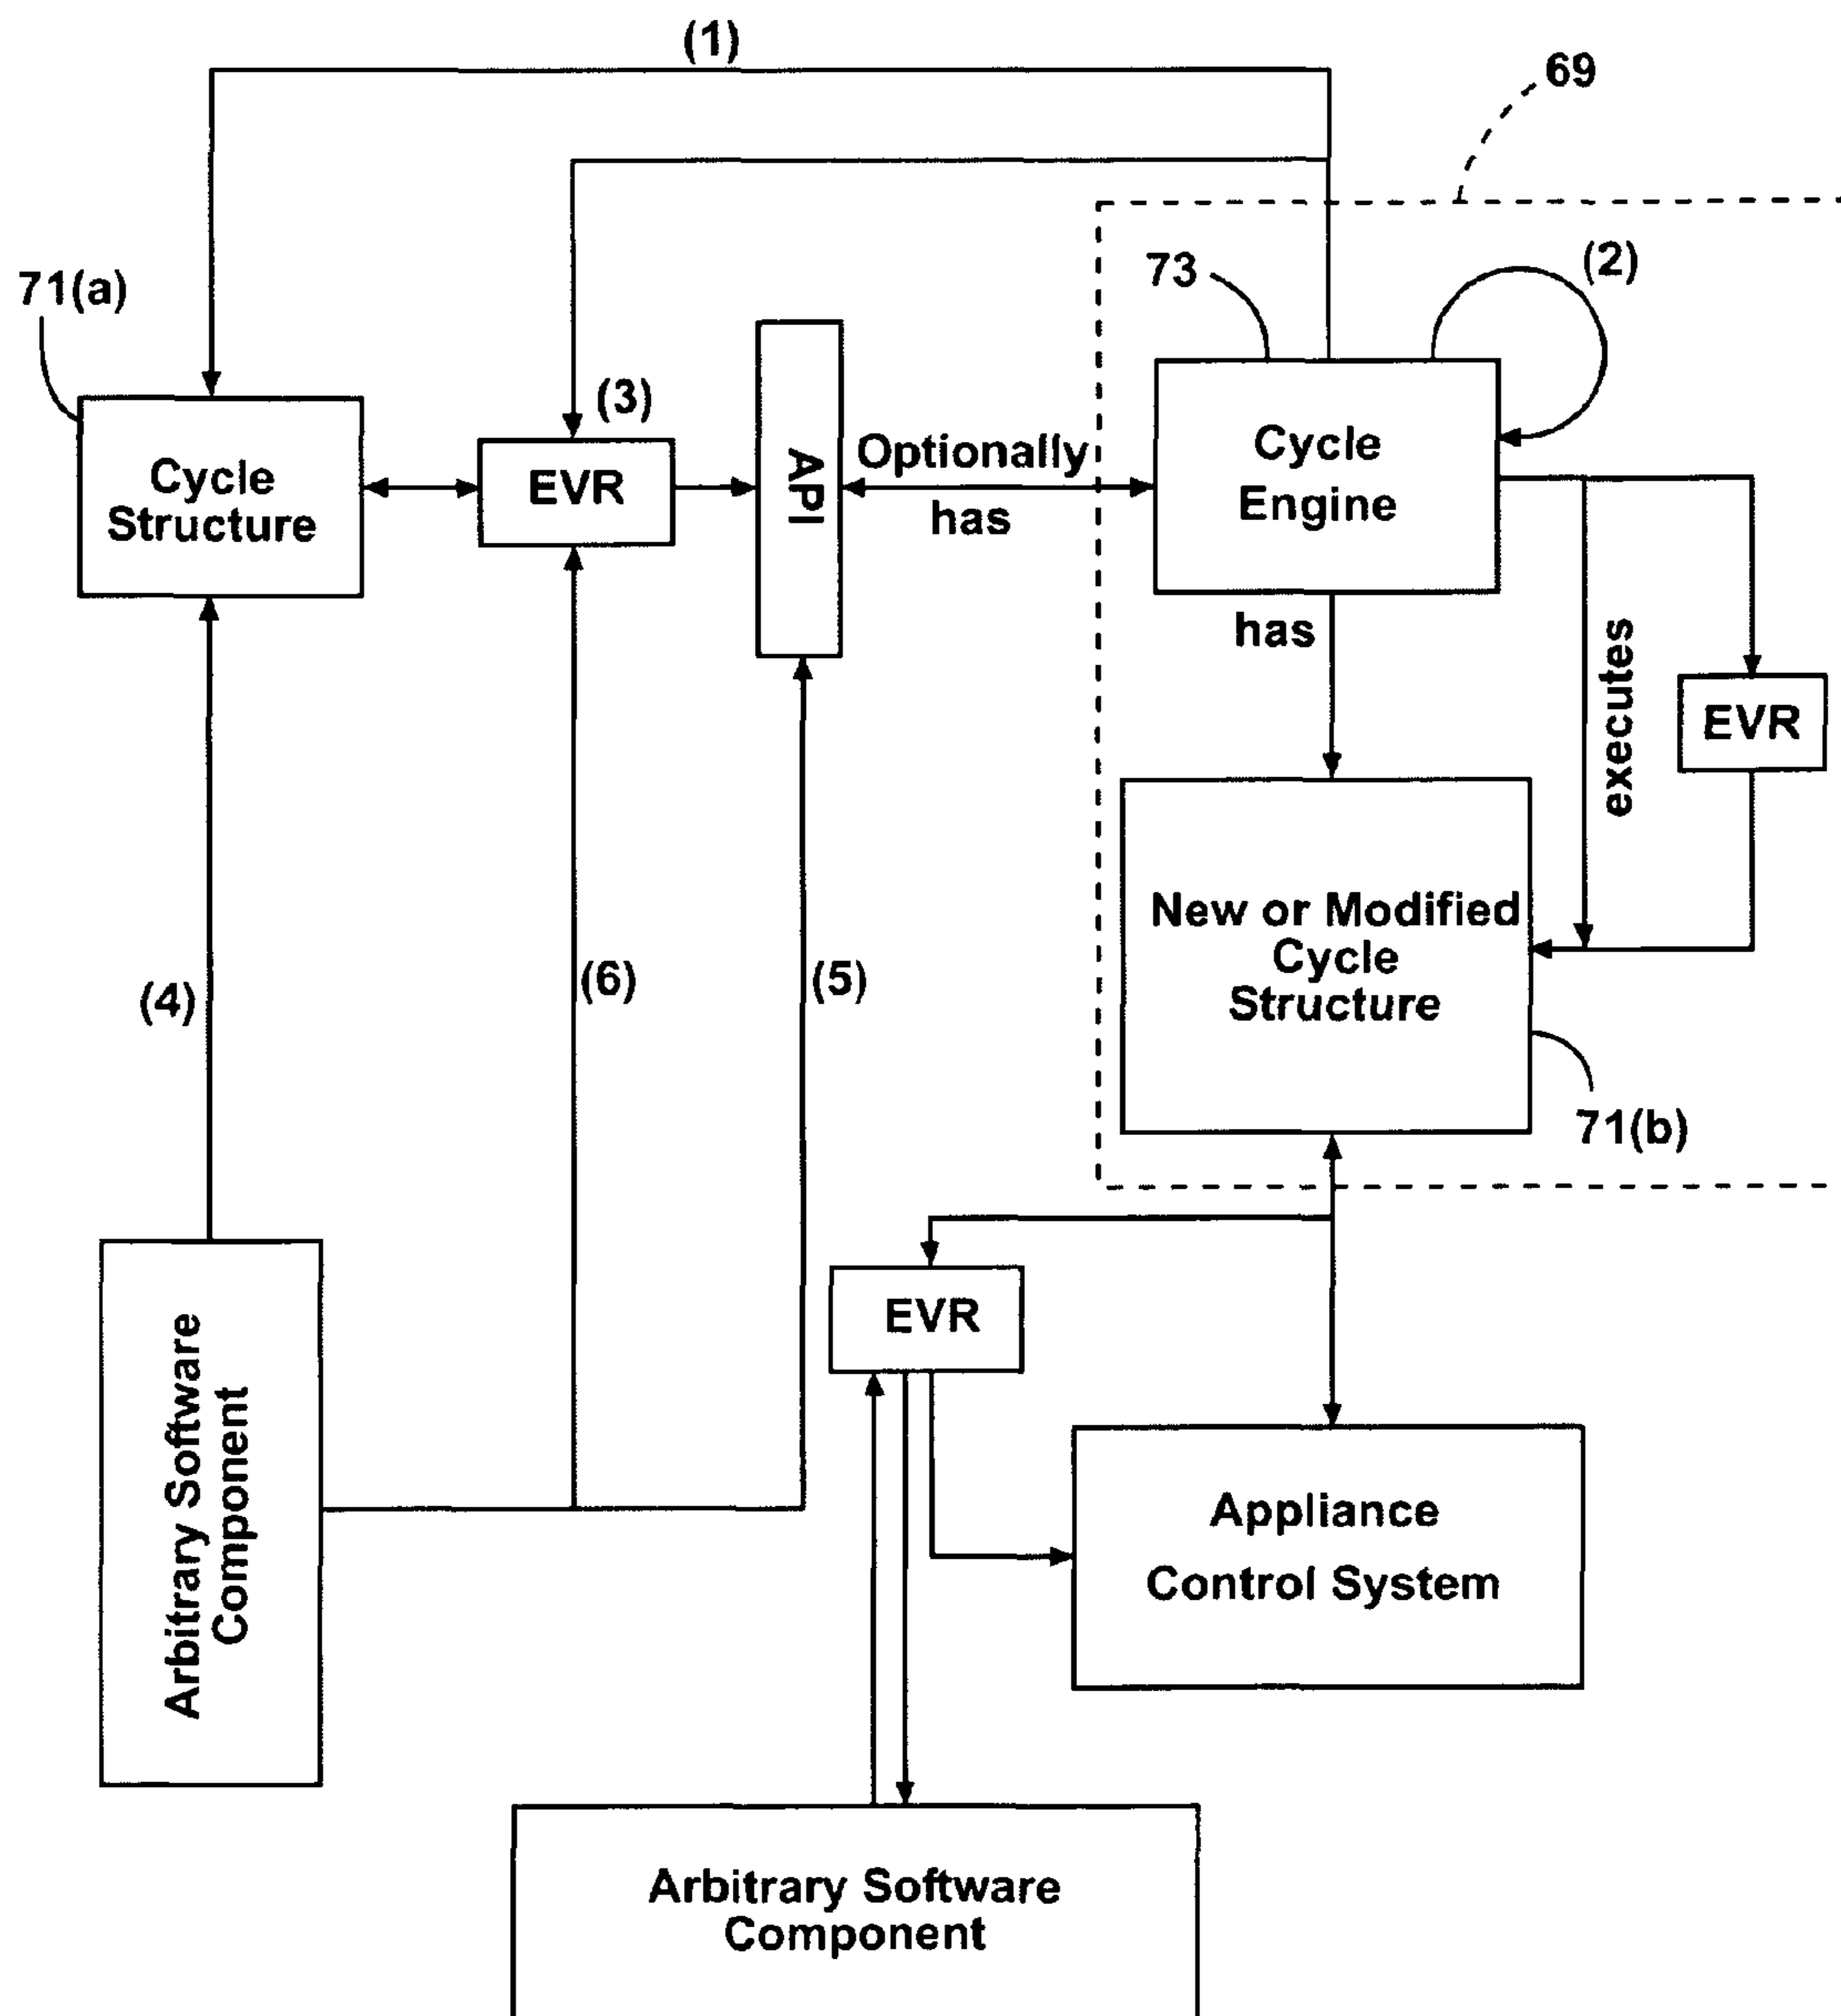 (1)
69
(2)
73
71(a)
(3)
Cycle
Structure
EVR
API
Optionally
has
Cycle
Engine
has
executes
EVR
New or Modified
Cycle
Structure
(4)
(6)
(5)
71(b)
EVR
Arbitrary Software
Component
Appliance
Control System
Arbitrary Software
Component